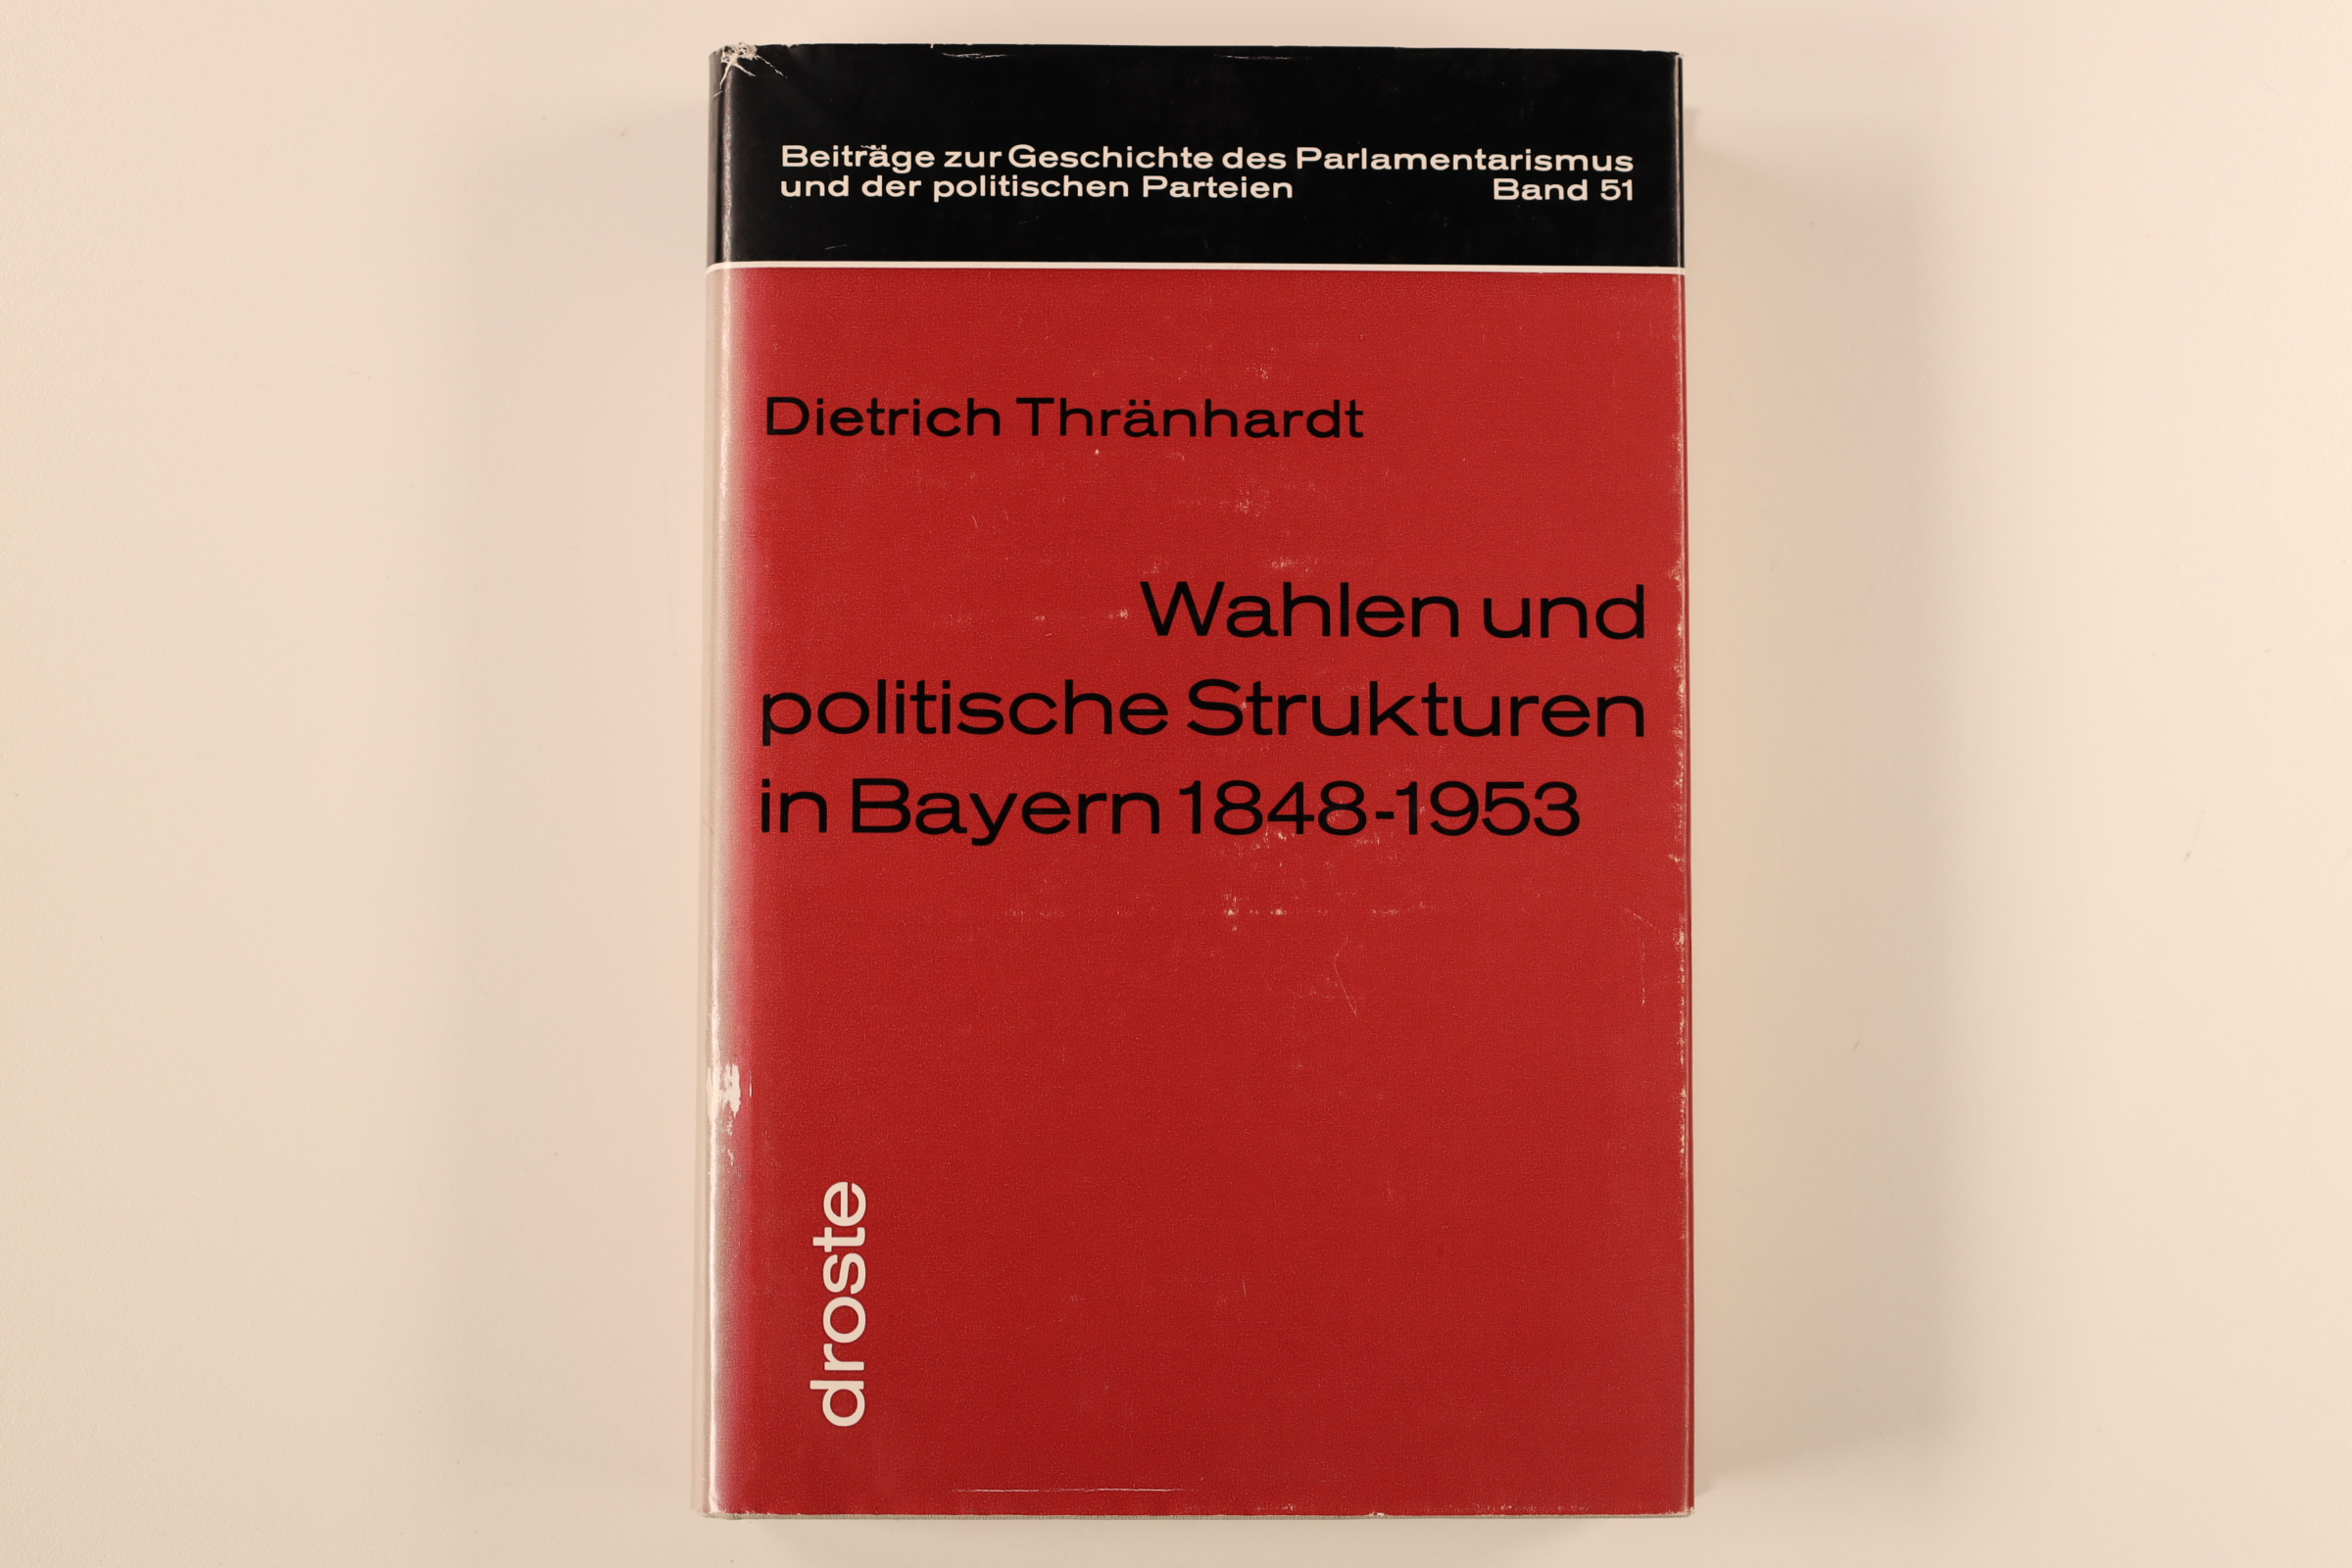 Beiträge zur Geschichte des Parlamentarismus
und der politischen Parteien Band 51
Dietrich Thränhardt
Wahlen und
politische Strukturen
in Bayern 1848-1953
droste